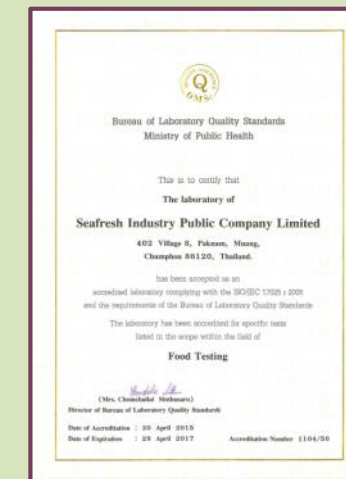 Q
DMSc
Bureau of Laboratory Quality Standards
Ministry of Public Health
This is to certify that
The laboratory of
Seafresh Industry Public Company Limited
402 Village 8, Paknam, Muang,
Chumphon 86120, Thailand.
has been accepted as an
accredited laboratory complying with the ISO/IEC 17025 : 2005
and the requirements of the Bureau of Laboratory Quality Standards
The laboratory has been accredited for specific tests
listed in the scope within the field of
Food Testing
(Mrs.
Director of Bureau of Laboratory Quality Standards
Date of Accreditation : 30 April 2015
Date of Expiration : 29 April 2017 Accreditation Number 1104/50